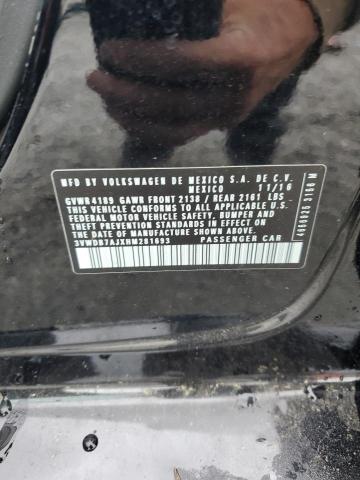 MFD. BY VOLKSWAGEN DE MEXICO S.A. DE C.V.
MEXICO 11/16
GVWR 4189 GAWR FRONT 2138 / REAR 2161 LBS
THIS VEHICLE CONFORMS TO ALL APPLICABLE
FEDERAL MOTOR VEHICLE SAFETY, BUMPER AND
THEFT PREVENTION STANDARDS IN EFFECT ON
THE DATE OF MANUFACTURE SHOWN ABOVE.
3VWDB7AJXHM281693 PASSENGER CAR